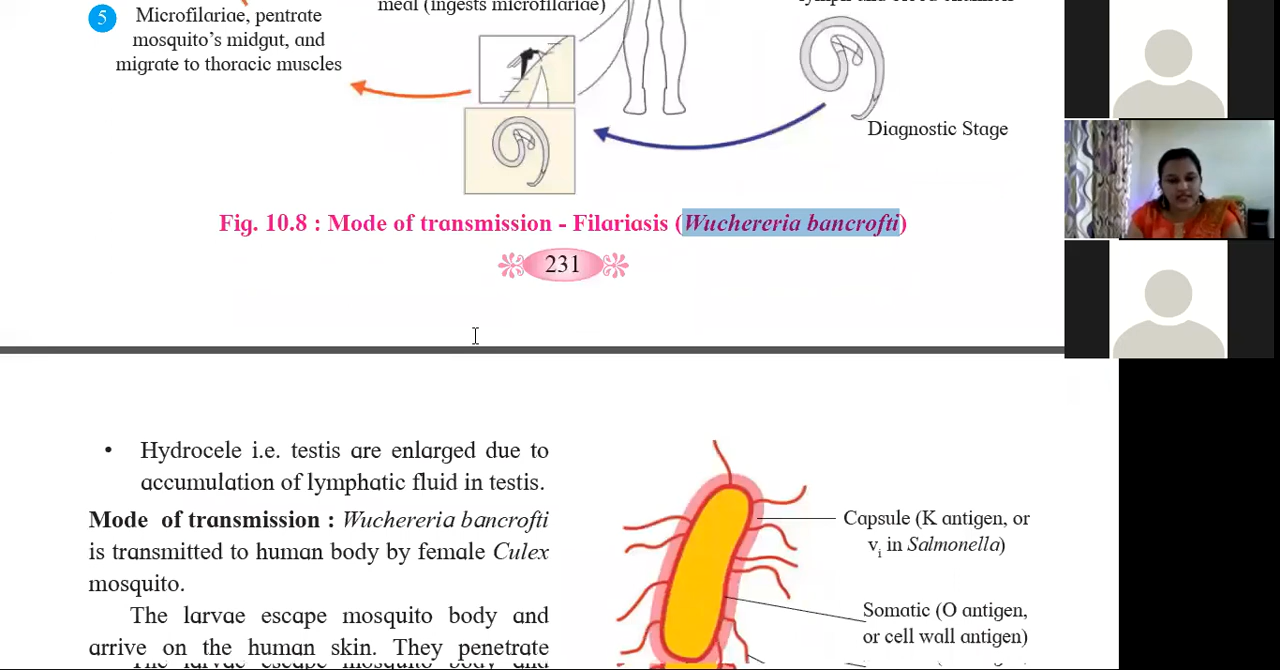 meal (ingests microfilariae)
5
Microfilariae, pentrate
mosquito's midgut, and
migrate to thoracic muscles
Diagnostic Stage
Fig. 10.8 : Mode of transmission - Filariasis (Wuchereria bancrofti)
231
• Hydrocele i.e. testis are enlarged due to
accumulation of lymphatic fluid in testis.
Mode of transmission : Wuchereria bancrofti
is transmitted to human body by female Culex
mosquito.
The larvae escape mosquito body and
arrive on the human skin. They penetrate
Capsule (K antigen, or
vi in Salmonella)
Somatic (O antigen,
or cell wall antigen)